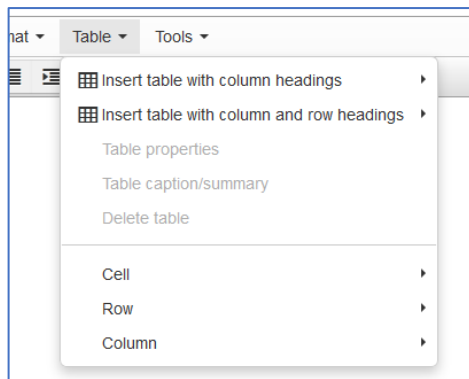 Table Tools
Insert table with column headings
Insert table with column and row headings
Table properties
Table caption/summary
Delete table
Cell
Row
Column